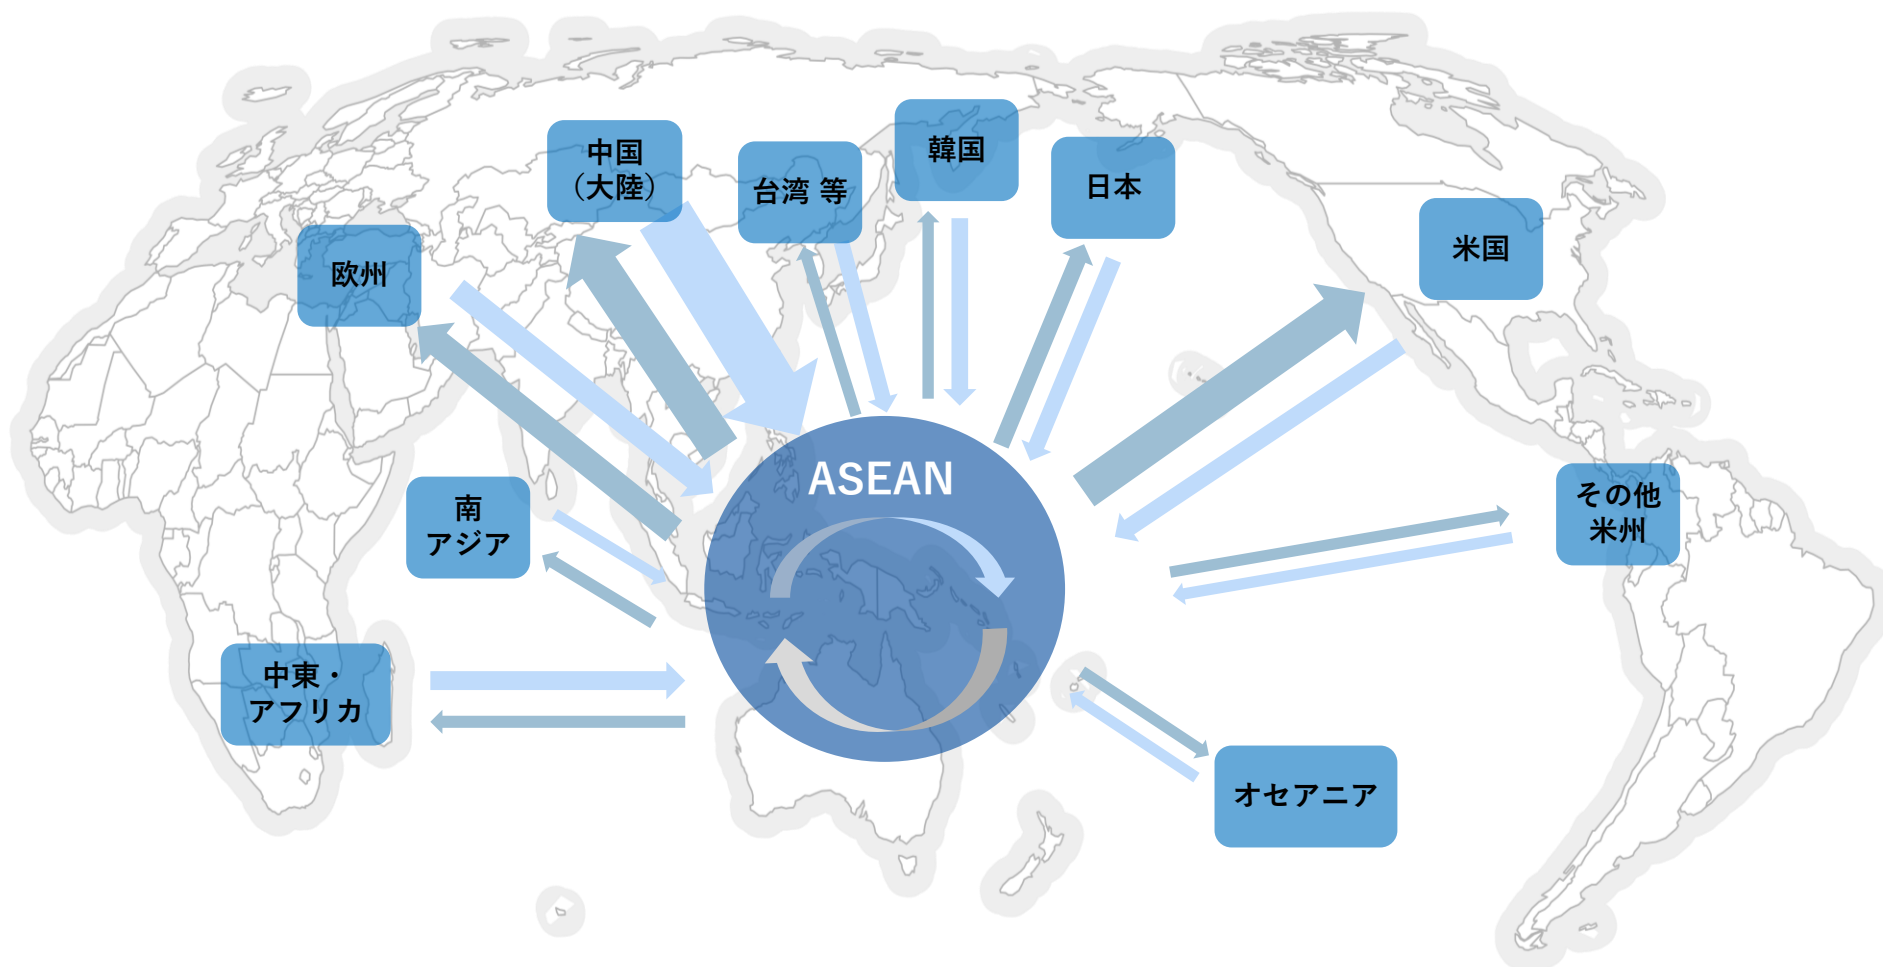 中国
（大陸）
台湾 等
韓国
日本
米国
欧州
ASEAN
南
アジア
その他
米州
中東・
アフリカ
オセアニア